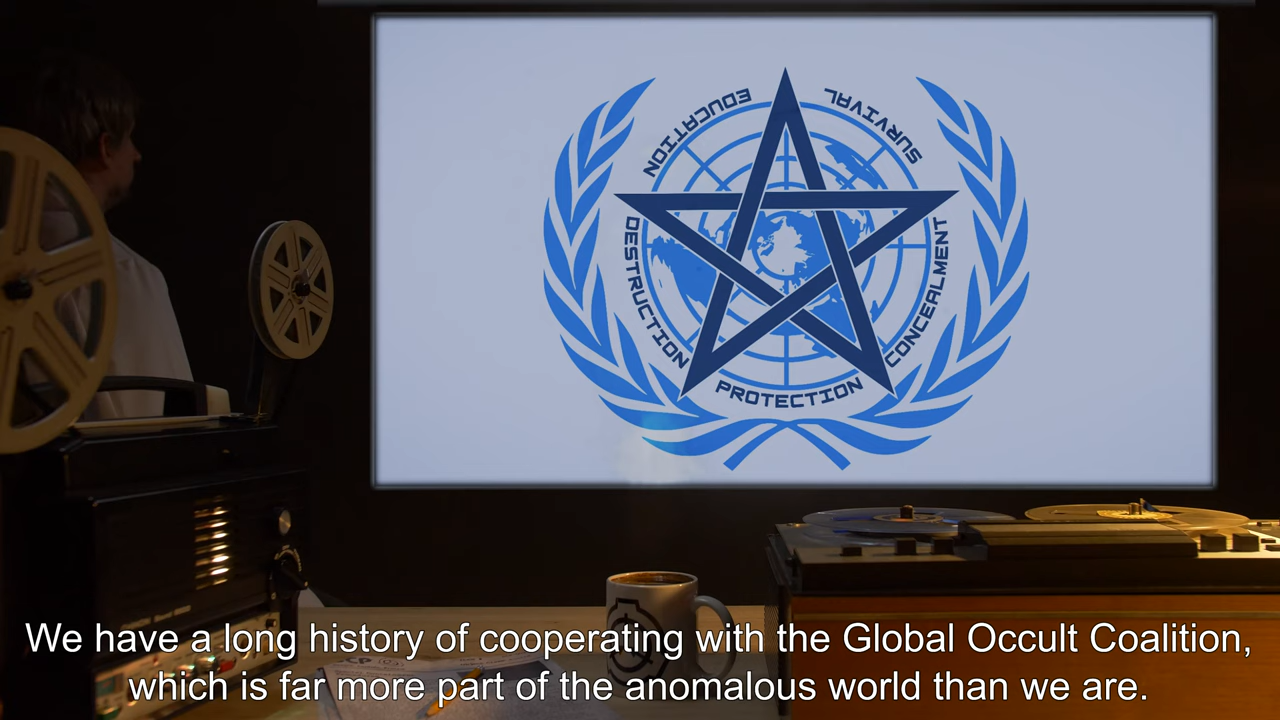 EDUCATION
SURVIVAL
DESTRUCTION
CONCEALMENT
PROTECTION
We have a long history of cooperating with the Global Occult Coalition,
which is far more part of the anomalous world than we are.